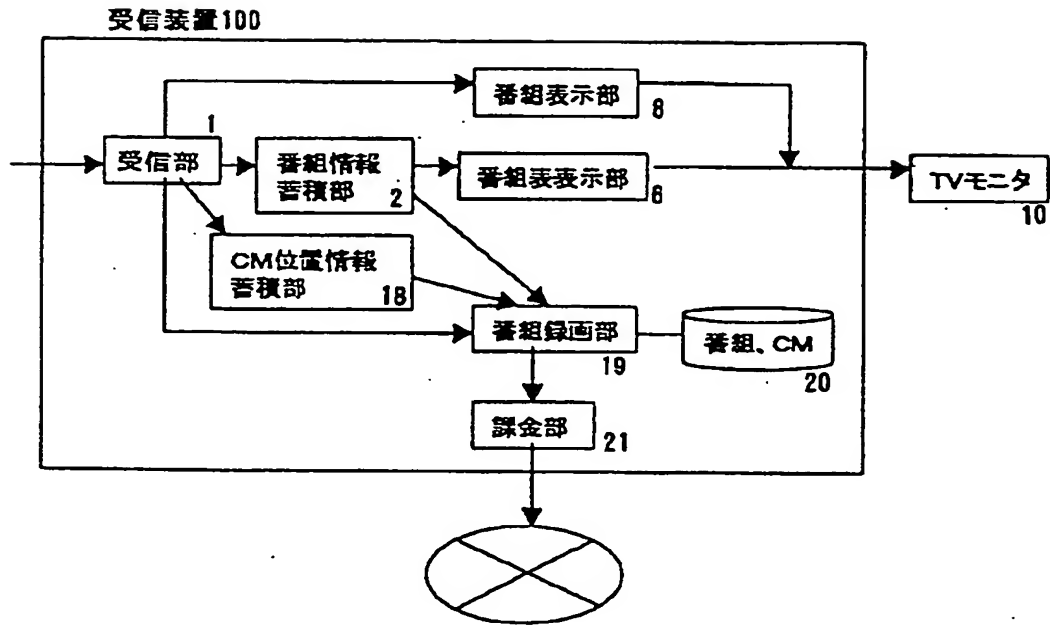 受信装置100
番組表示部
8
1
受信部
番組情報
蓄積部
2
番組表表示部
6
TVモニタ
10
CM位置情報
蓄積部
18
番組録画部
19
番組、CM
20
課金部
21